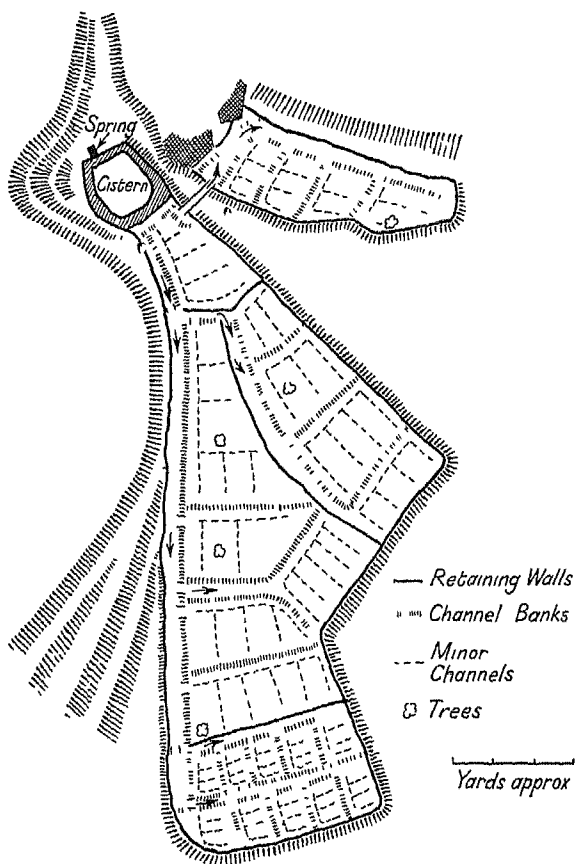 Spring
Cistern
Retaining Walls
Channel Banks
Minor
Channels
Trees
Yards approx